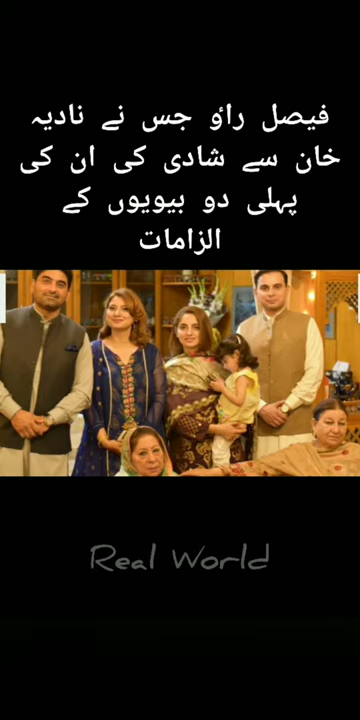 فیصل راؤ جس نے نادیہ
خان سے شادی کی ان کی
پہلی دو بیویوں کے
الزامات
Real World